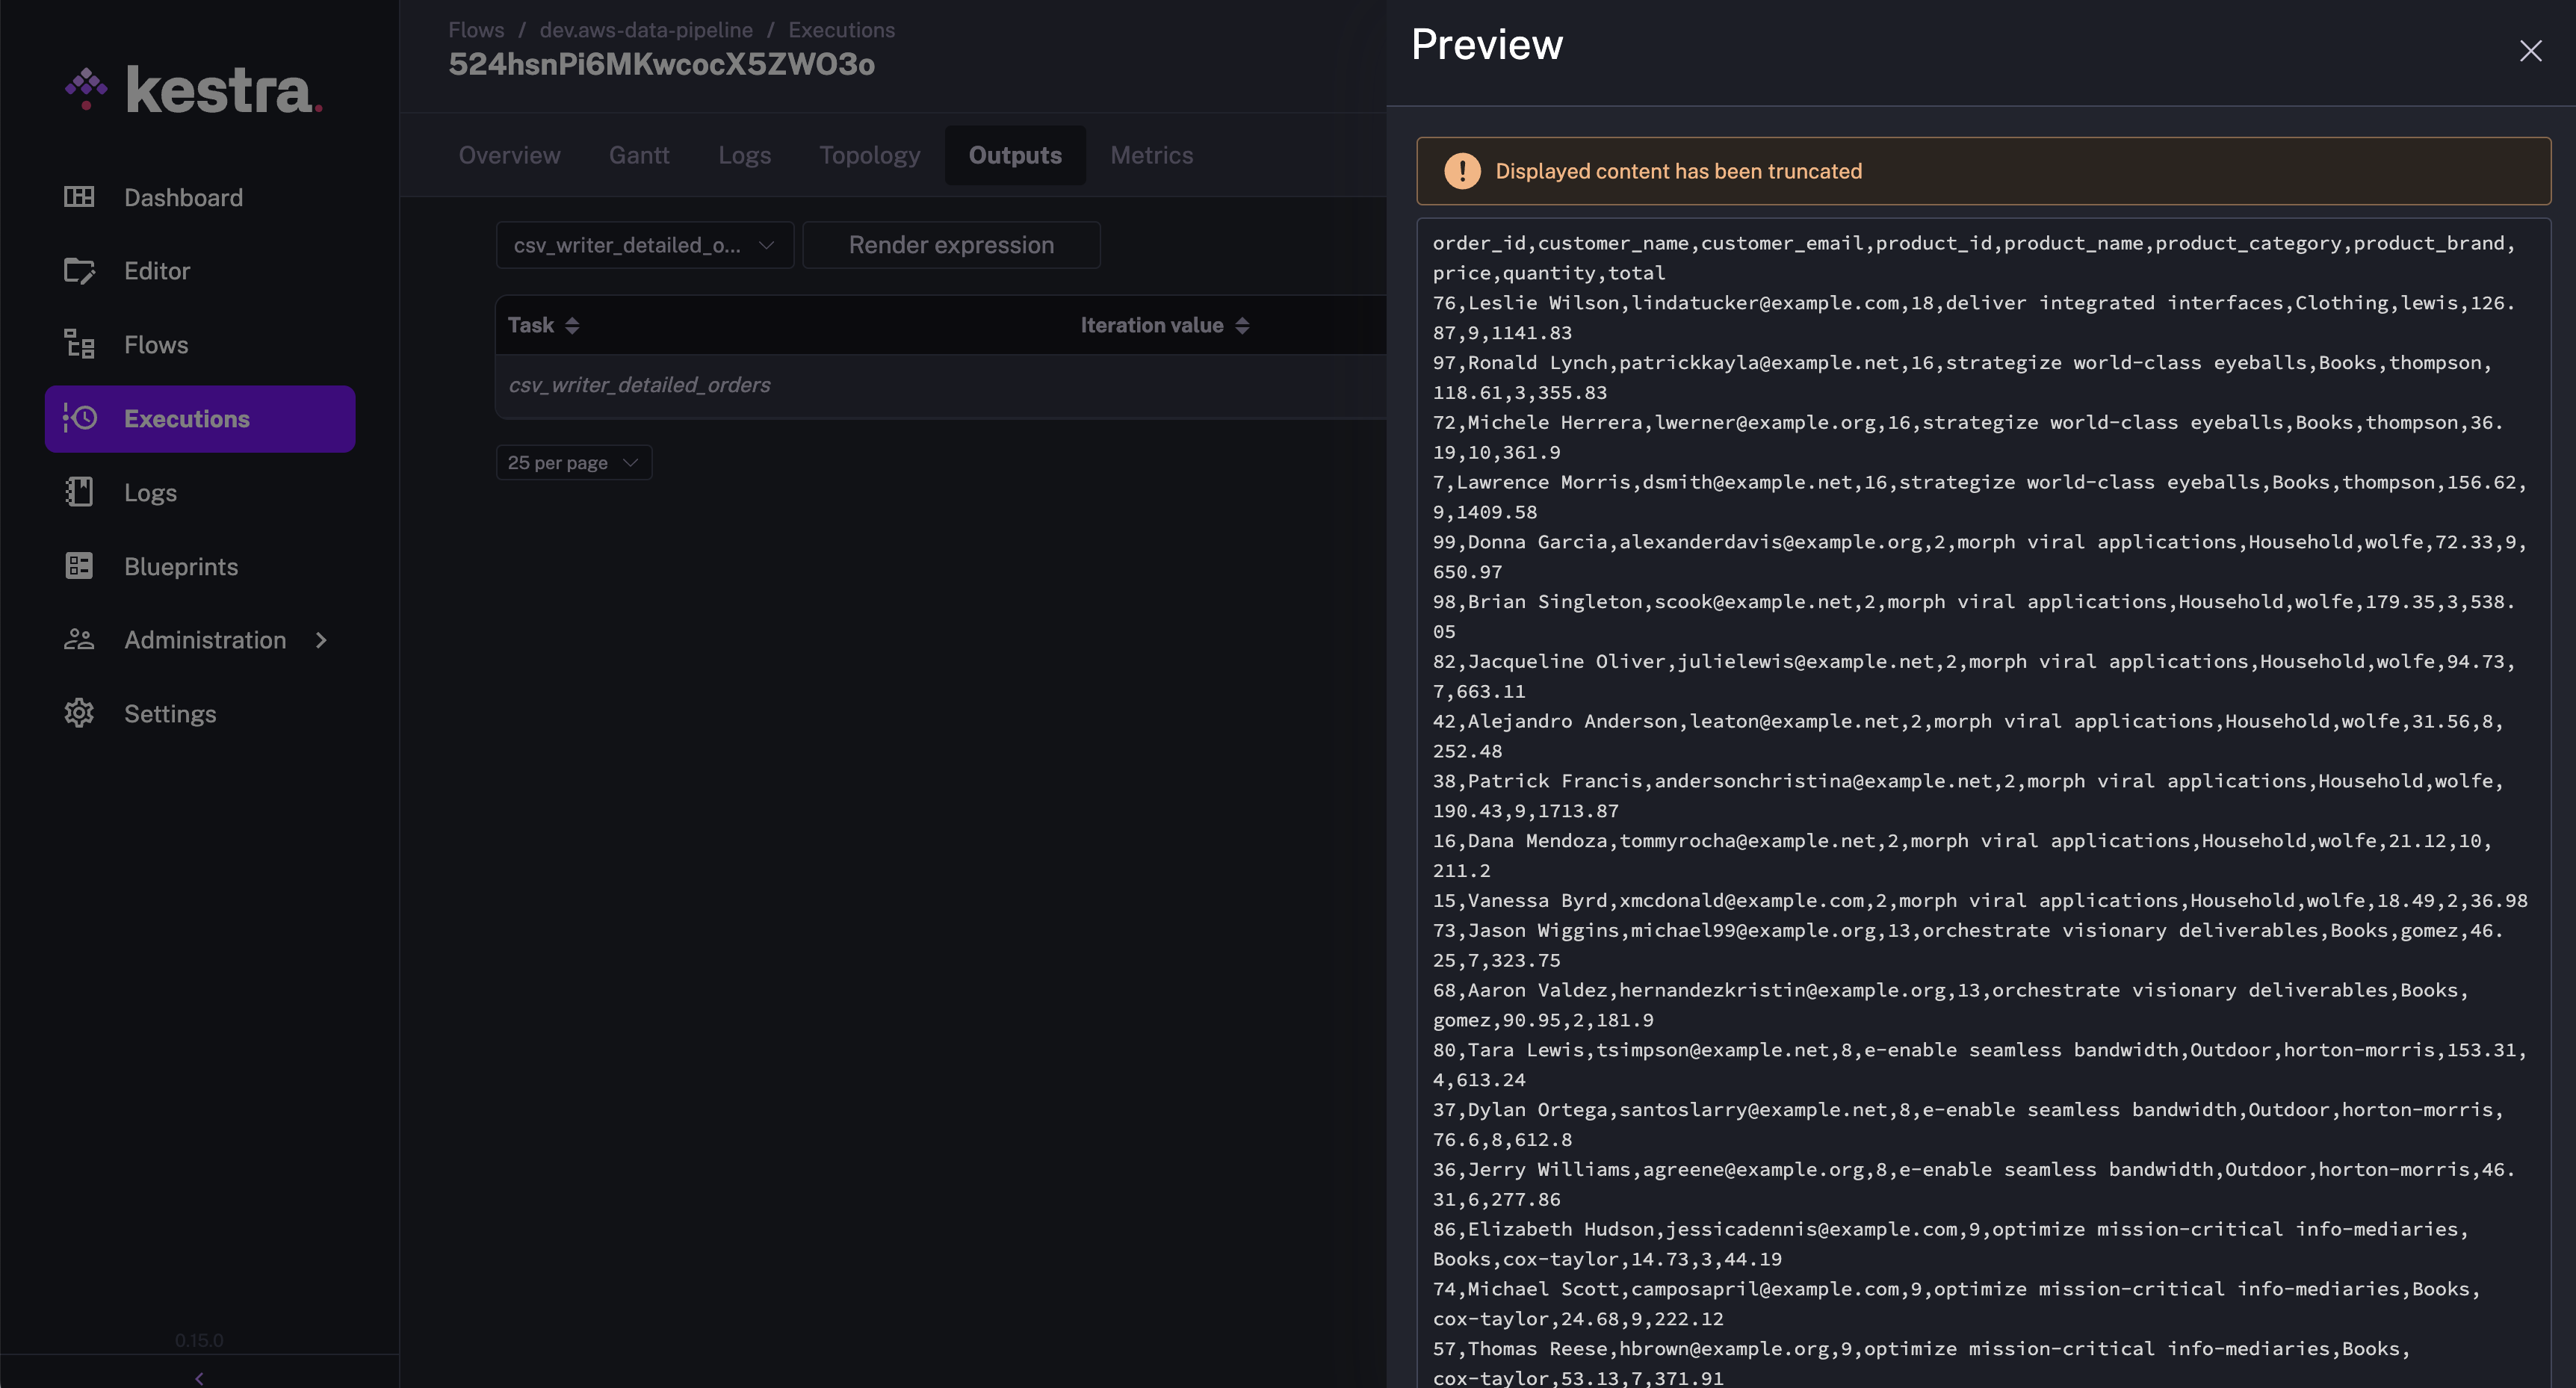 kestra.
Dashboard
Editor
Flows
Executions
Logs
Blueprints
Administration
Settings
0.15.0
Flows / dev.aws-data-pipeline / Executions
524hsnPi6MKwcocX5ZWO3o
Overview Gantt Logs Topology Outputs Metrics
csv_writer_detailed_o... Render expression
Task Iteration value
csv_writer_detailed_orders
25 per page
Preview
Displayed content has been truncated
order_id,customer_name,customer_email,product_id,product_name,product_category,product_brand,
price,quantity,total
76,Leslie Wilson,lindatucker@example.com,18,deliver integrated interfaces,Clothing,lewis,126.
87,9,1141.83
97,Ronald Lynch,patrickkayla@example.net,16,strategize world-class eyeballs,Books,thompson,
118.61,3,355.83
72,Michele Herrera,lwerner@example.org,16,strategize world-class eyeballs,Books,thompson,36.
19,10,361.9
7,Lawrence Morris,dsmith@example.net,16,strategize world-class eyeballs,Books,thompson,156.62,
9,1409.58
99,Donna Garcia,alexanderdavis@example.org,2,morph viral applications,Household,wolfe,72.33,9,
650.97
98,Brian Singleton,scook@example.net,2,morph viral applications,Household,wolfe,179.35,3,538.
05
82,Jacqueline Oliver,julielewis@example.net,2,morph viral applications,Household,wolfe,94.73,
7,663.11
42,Alejandro Anderson,leaton@example.net,2,morph viral applications,Household,wolfe,31.56,8,
252.48
38,Patrick Francis,andersonchristina@example.net,2,morph viral applications,Household,wolfe,
190.43,9,1713.87
16,Dana Mendoza,tommyrocha@example.net,2,morph viral applications,Household,wolfe,21.12,10,
211.2
15,Vanessa Byrd,xmcdonald@example.com,2,morph viral applications,Household,wolfe,18.49,2,36.98
73,Jason Wiggins,michael99@example.org,13,orchestrate visionary deliverables,Books,gomez,46.
25,7,323.75
68,Aaron Valdez,hernandezkristin@example.org,13,orchestrate visionary deliverables,Books,
gomez,90.95,2,181.9
80,Tara Lewis,tsimpson@example.net,8,e-enable seamless bandwidth,Outdoor,horton-morris,153.31,
4,613.24
37,Dylan Ortega,santoslarry@example.net,8,e-enable seamless bandwidth,Outdoor,horton-morris,
76.6,8,612.8
36,Jerry Williams,agreene@example.org,8,e-enable seamless bandwidth,Outdoor,horton-morris,46.
31,6,277.86
86,Elizabeth Hudson,jessicadennis@example.com,9,optimize mission-critical info-mediaries,
Books,cox-taylor,14.73,3,44.19
74,Michael Scott,camposapril@example.com,9,optimize mission-critical info-mediaries,Books,
cox-taylor,24.68,9,222.12
57,Thomas Reese,hbrown@example.org,9,optimize mission-critical info-mediaries,Books,
cox-taylor,53.13,7,371.91